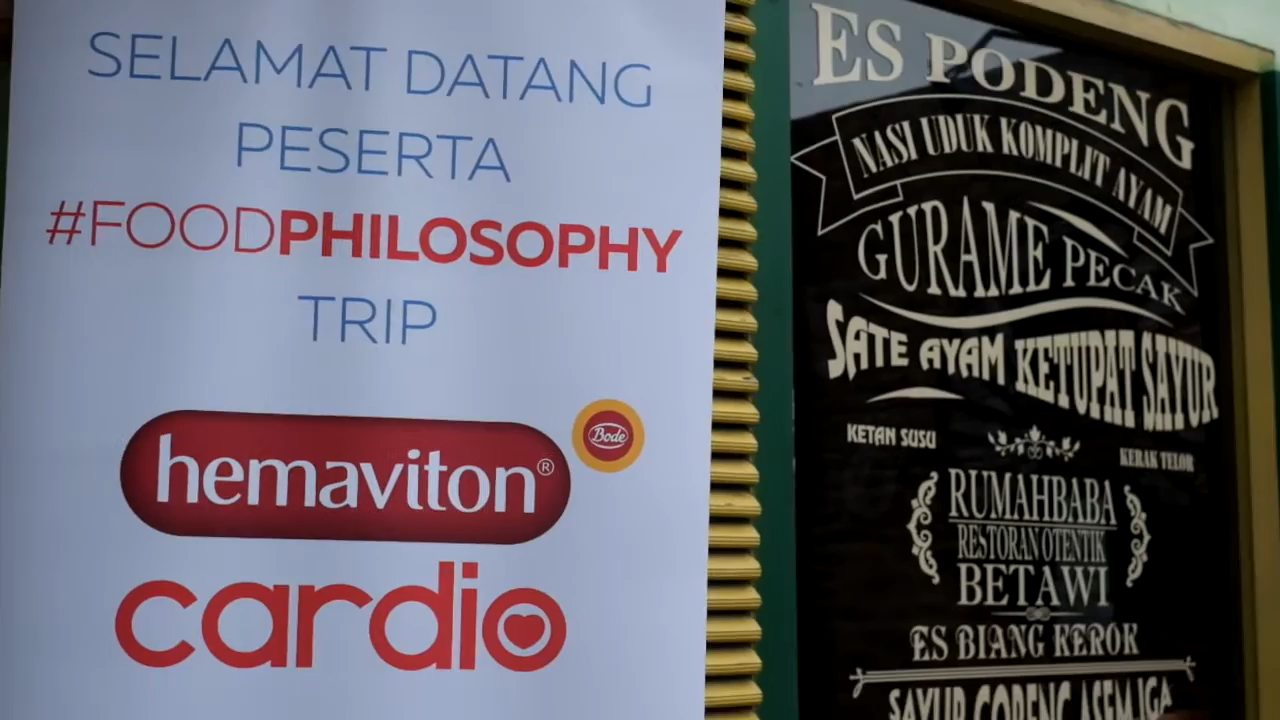 SELAMAT DATANG
PESERTA
#FOODPHILOSOPHY
TRIP
hemaviton®
Bode
cardio
ES PODENG
NASI UDUK KOMPLIT AYAM
GURAME PECAK
SATE AYAM KETUPAT SAYUR
KETAN SUSU
KERAK TELOR
RUMAHBABA
RESTORAN OTENTIK
BETAWI
ES BIANG KEROK
SAYUR GORENG ASEM IGA